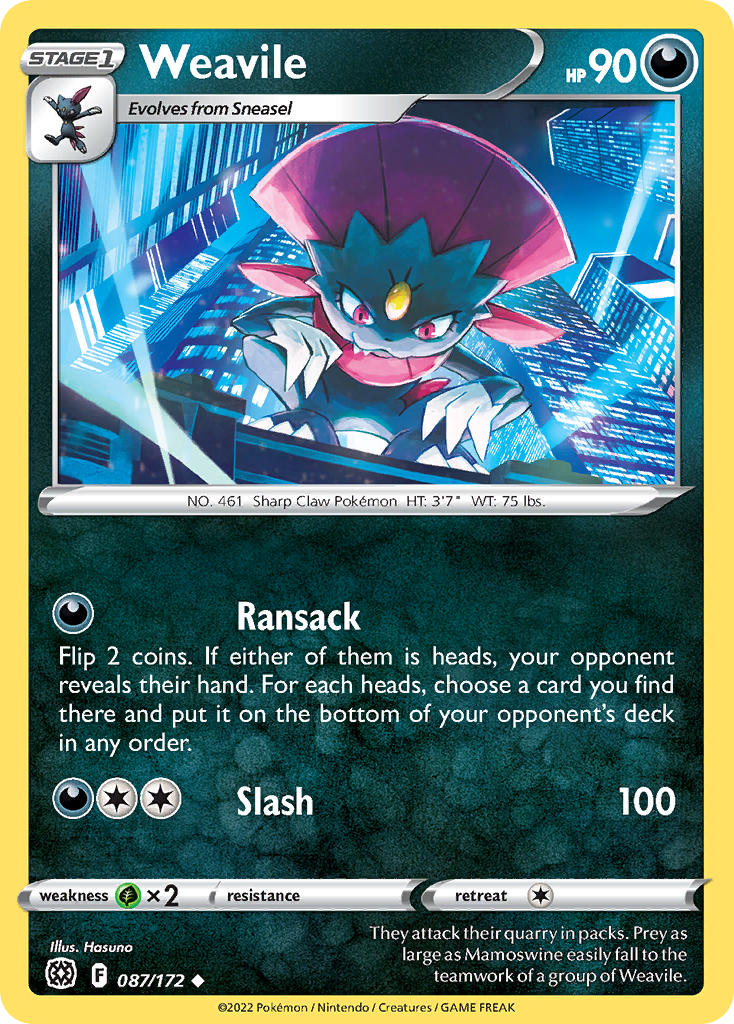 STAGE 1
Weavile
HP 90
Evolves from Sneasel
NO. 461 Sharp Claw Pokémon HT: 3'7" WT: 75 lbs.
Ransack
Flip 2 coins. If either of them is heads, your opponent
reveals their hand. For each heads, choose a card you find
there and put it on the bottom of your opponent's deck
in any order.
Slash 100
weakness ×2 resistance retreat
Illus. Hasuno
They attack their quarry in packs. Prey as
large as Mamoswine easily fall to the
teamwork of a group of Weavile.
F 087/172
©2022 Pokémon / Nintendo / Creatures / GAME FREAK